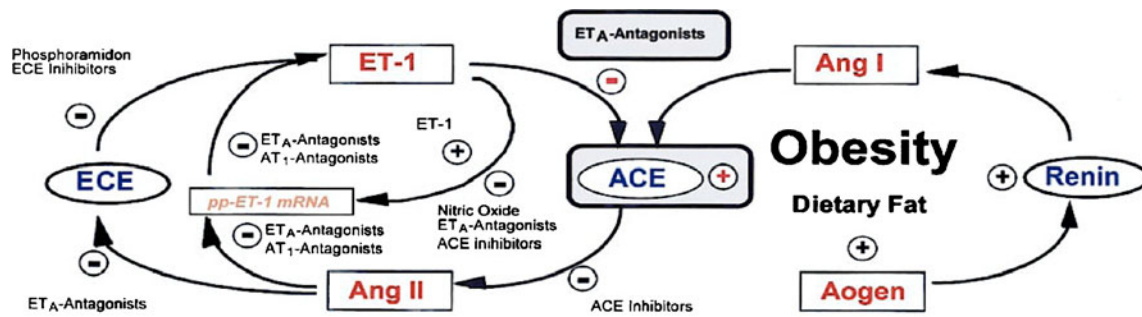 Phosphoramidon
ECE Inihibitors
−
ET-1
ETA-Antagonists
−
Ang I
ETA-Antagonists
AT1-Antagonists
−
ET-1
+
Obesity
Dietary Fat
+
ECE
ACE
+
Renin
+
pp-ET-1 mRNA
−
Nitric Oxide
ETA-Antagonists
ACE inhibitors
−
ETA-Antagonists
AT1-Antagonists
−
ETA-Antagonists
Ang II
−
ACE Inhibitors
Aogen